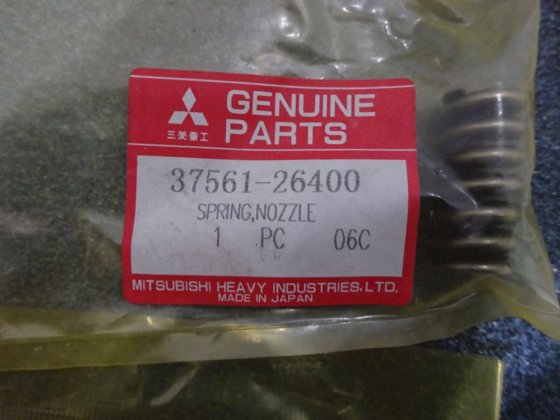 GENUINE
PARTS
三菱重工
37561-26400
SPRING,NOZZLE
1 PC 06C
MITSUBISHI HEAVY INDUSTRIES, LTD.
MADE IN JAPAN